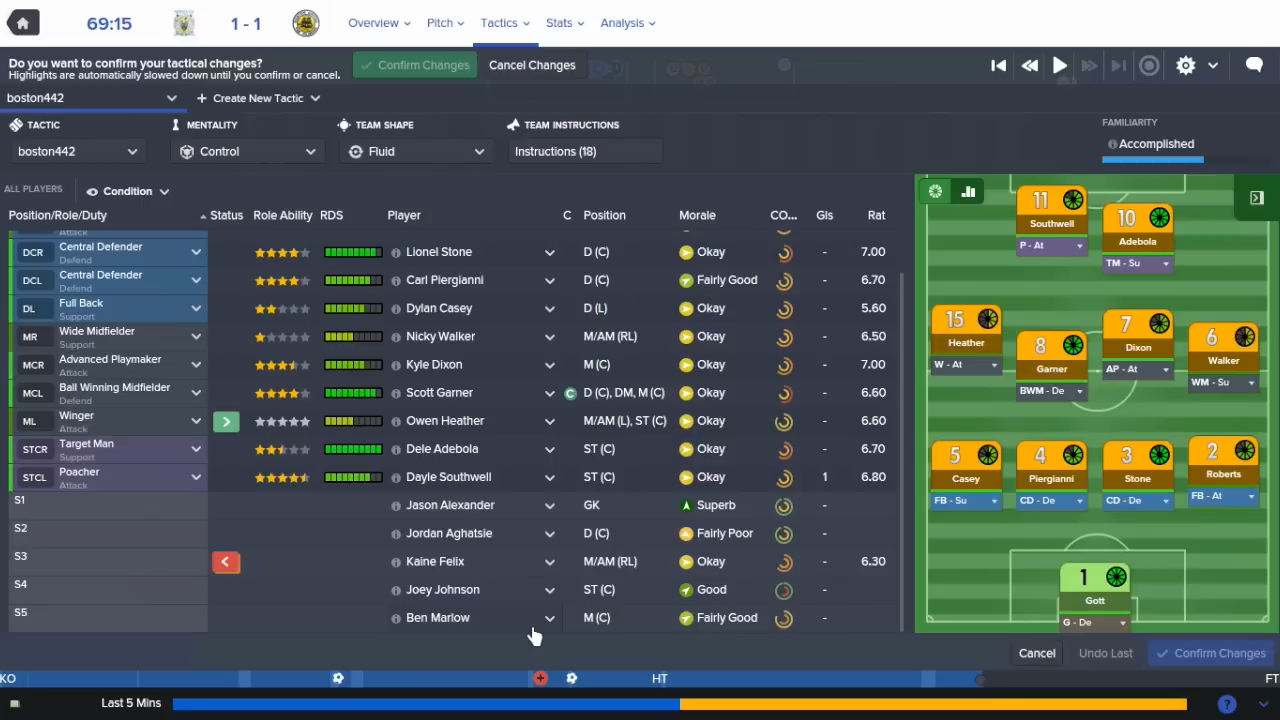 69:15
1 - 1
Overview
Pitch
Tactics
Stats
Analysis
Do you want to confirm your tactical changes?
Highlights are automatically slowed down until you confirm or cancel.
Confirm Changes
Cancel Changes
boston442
+ Create New Tactic
TACTIC
MENTALITY
TEAM SHAPE
TEAM INSTRUCTIONS
FAMILIARITY
boston442
Control
Fluid
Instructions (18)
Accomplished
ALL PLAYERS
Condition
Position/Role/Duty Status Role Ability RDS Player C Position Morale CO... Gls Rat
DCR Central Defender Defend Lionel Stone D (C) Okay - 7.00
DCL Central Defender Defend Carl Piergianni D (C) Fairly Good - 6.70
DL Full Back Support Dylan Casey D (L) Okay - 5.60
MR Wide Midfielder Support Nicky Walker M/AM (RL) Okay - 6.50
MCR Advanced Playmaker Attack Kyle Dixon M (C) Okay - 7.00
MCL Ball Winning Midfielder Defend Scott Garner C D (C), DM, M (C) Okay - 6.60
ML Winger Attack Owen Heather M/AM (L), ST (C) Okay - 6.60
STCR Target Man Support Dele Adebola ST (C) Okay - 6.70
STCL Poacher Attack Dayle Southwell ST (C) Okay 1 6.80
S1 Jason Alexander GK Superb -
S2 Jordan Aghatsie D (C) Fairly Poor -
S3 Kaine Felix M/AM (RL) Okay - 6.30
S4 Joey Johnson ST (C) Good -
S5 Ben Marlow M (C) Fairly Good -
11
Southwell
P - At
10
Adebola
TM - Su
15
Heather
W - At
8
Garner
BWM - De
7
Dixon
AP - At
6
Walker
WM - Su
5
Casey
FB - Su
4
Piergianni
CD - De
3
Stone
CD - De
2
Roberts
FB - At
1
Gott
G - De
Cancel
Undo Last
Confirm Changes
KO
HT
FT
Last 5 Mins
?